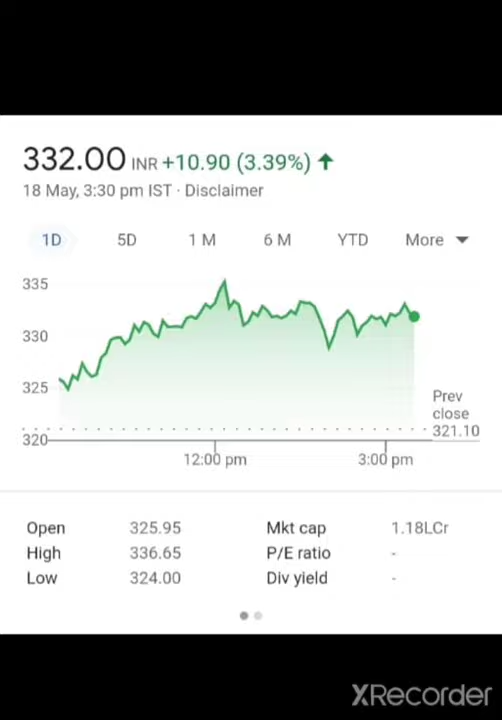 332.00 INR +10.90 (3.39%) ↑
18 May, 3:30 pm IST · Disclaimer
1D 5D 1 M 6 M YTD More
335
330
325
Prev
close
321.10
320
12:00 pm 3:00 pm
Open 325.95 Mkt cap 1.18LCr
High 336.65 P/E ratio -
Low 324.00 Div yield -
XRecorder